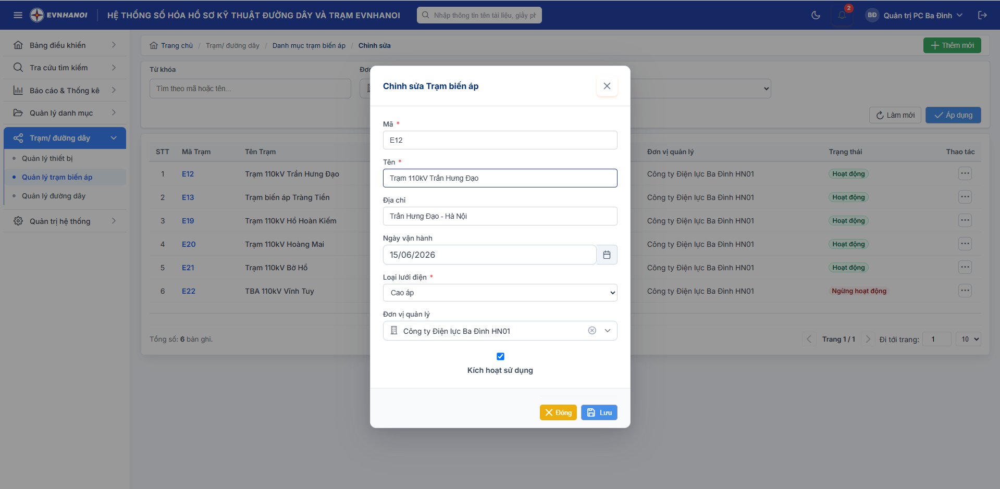 EVNHANOI
HỆ THỐNG SỐ HÓA HỒ SƠ KỸ THUẬT ĐƯỜNG DÂY VÀ TRẠM EVNHANOI
Nhập thông tin tên tài liệu, giấy ph
2
BĐ
Quản trị PC Ba Đình
Bảng điều khiển
Tra cứu tìm kiếm
Báo cáo & Thống kê
Quản lý danh mục
Trạm/ đường dây
Quản lý thiết bị
Quản lý trạm biến áp
Quản lý đường dây
Quản trị hệ thống
Trang chủ / Trạm/ đường dây / Danh mục trạm biến áp / Chỉnh sửa
Thêm mới
Từ khóa
Tìm theo mã hoặc tên...
Làm mới
Áp dụng
STT Mã Trạm Tên Trạm Đơn vị quản lý Trạng thái Thao tác
1 E12 Trạm 110kV Trần Hưng Đạo Công ty Điện lực Ba Đình HN01 Hoạt động
2 E13 Trạm biến áp Tràng Tiền Công ty Điện lực Ba Đình HN01 Hoạt động
3 E19 Trạm 110kV Hồ Hoàn Kiếm Công ty Điện lực Ba Đình HN01 Hoạt động
4 E20 Trạm 110kV Hoàng Mai Công ty Điện lực Ba Đình HN01 Hoạt động
5 E21 Trạm 110kV Bờ Hồ Công ty Điện lực Ba Đình HN01 Hoạt động
6 E22 TBA 110kV Vĩnh Tuy Công ty Điện lực Ba Đình HN01 Ngừng hoạt động
Tổng số: 6 bản ghi.
Trang 1 / 1
Đi tới trang: 1
10
Chỉnh sửa Trạm biến áp
Mã *
E12
Tên *
Trạm 110kV Trần Hưng Đạo
Địa chỉ
Trần Hưng Đạo - Hà Nội
Ngày vận hành
15/06/2026
Loại lưới điện *
Cao áp
Đơn vị quản lý
Công ty Điện lực Ba Đình HN01
Kích hoạt sử dụng
Đóng
Lưu